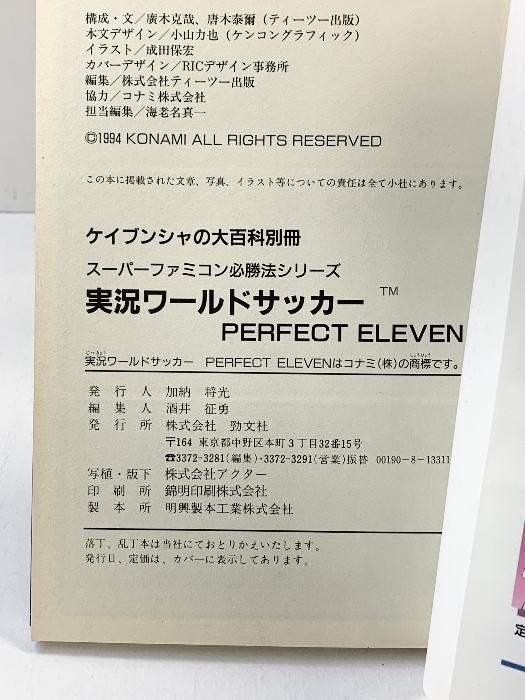 構成・文／廣木克哉、唐木泰爾（ティーツー出版）
本文デザイン／小山力也（ケンコングラフィック）
イラスト／成田保宏
カバーデザイン／RICデザイン事務所
編集／株式会社ティーツー出版
協力／コナミ株式会社
担当編集／海老名真一
©1994 KONAMI ALL RIGHTS RESERVED
この本に掲載された文章、写真、イラスト等についての責任は全て小社にあります。
ケイブンシャの大百科別冊
スーパーファミコン必勝法シリーズ
実況ワールドサッカー TM
PERFECT ELEVEN
じっきょう しょうひょう
実況ワールドサッカー PERFECT ELEVENはコナミ(株)の商標です。
発行人 加納 将光
編集人 酒井 征勇
発行所 株式会社 勁文社
〒164 東京都中野区本町3丁目32番15号
☎3372-3281(編集)・3372-3291(営業)振替 00190-8-13311
写植・版下 株式会社アクター
印刷所 錦明印刷株式会社
製本所 明興製本工業株式会社
落丁、乱丁本は当社にておとりかえいたします。
発行日、定価は、カバーに表示してあります。
定